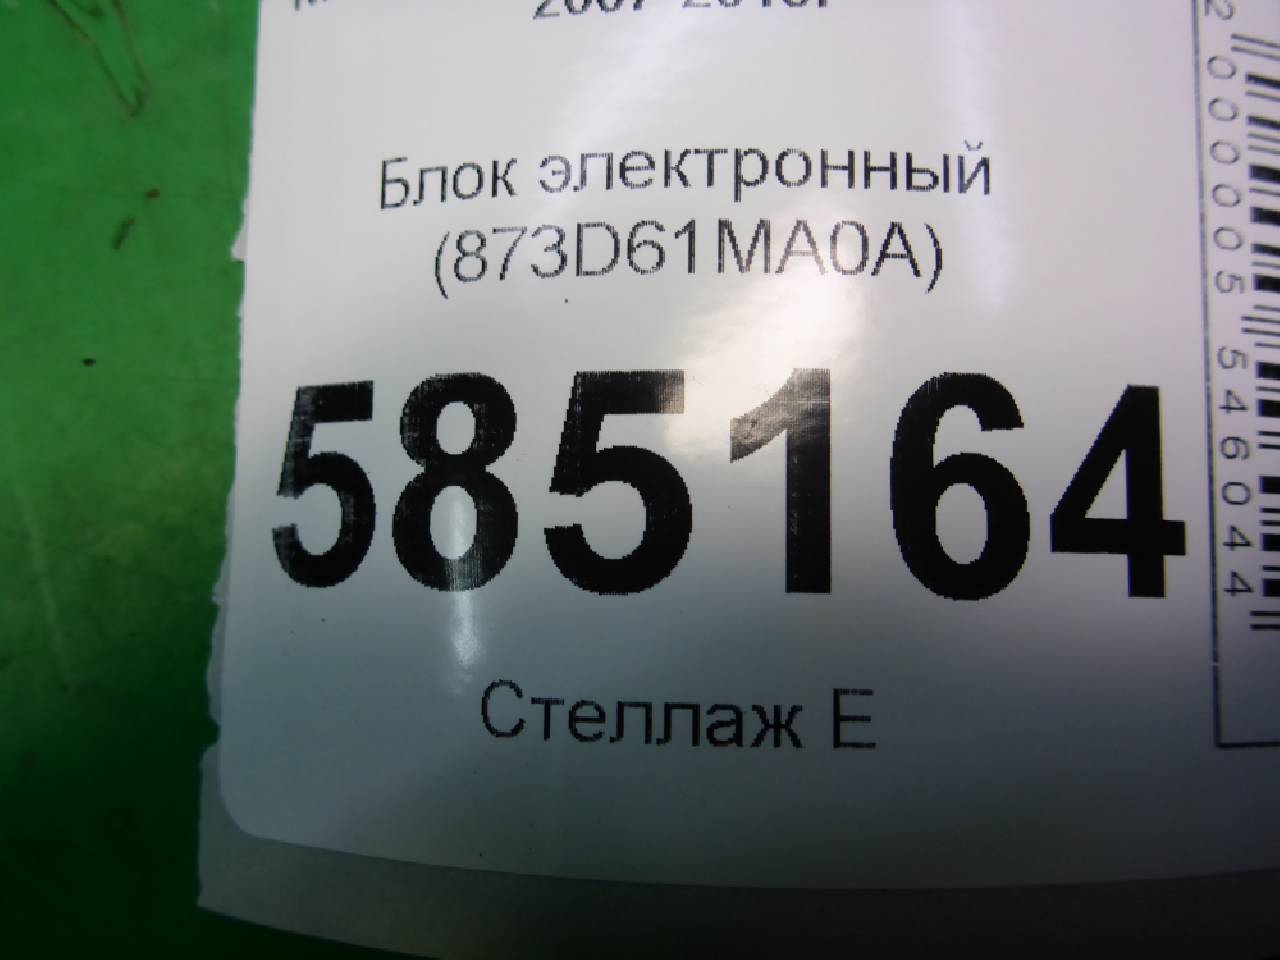 Блок электронный
(873D61MA0A)
585164
Стеллаж E
2000005546044